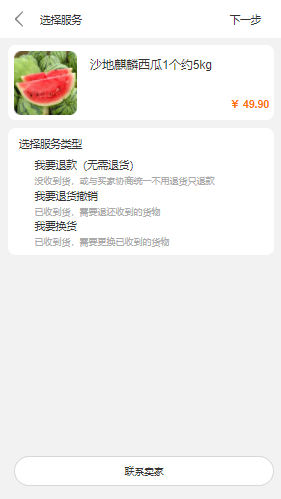 选择服务
下一步
沙地麒麟西瓜1个约5kg
¥ 49.90
选择服务类型
我要退款（无需退货）
没收到货，或与买家协商统一不用退货只退款
我要退货撤销
已收到货，需要退还收到的货物
我要换货
已收到货，需要更换已收到的货物
联系卖家